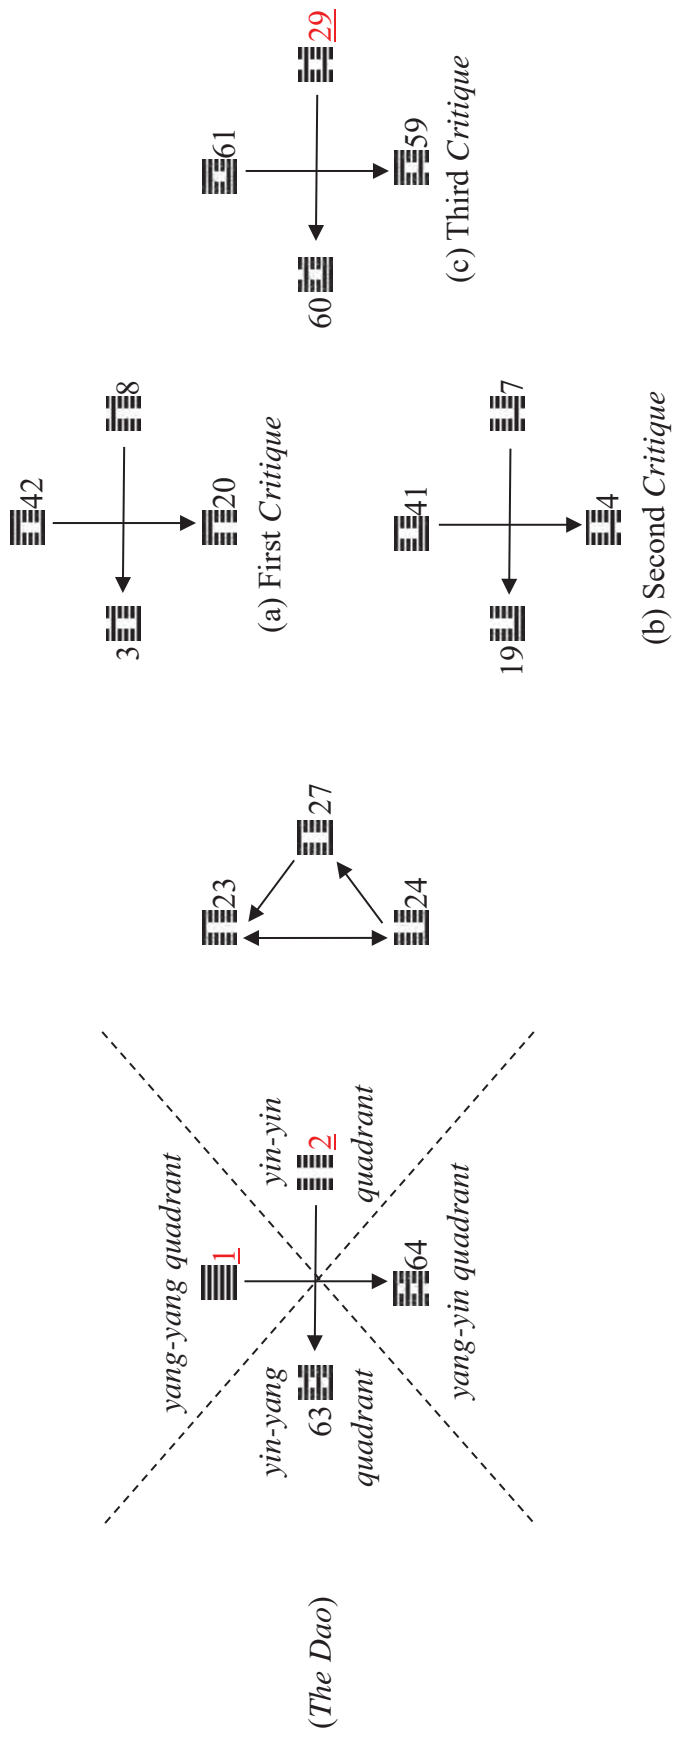 (The Dao)
yang-yang quadrant
1
yin-yang
quadrant
63
yin-yin
quadrant
2
64
yang-yin quadrant
23
27
24
42
3
8
20
(a) First Critique
41
19
7
4
(b) Second Critique
61
60
29
59
(c) Third Critique